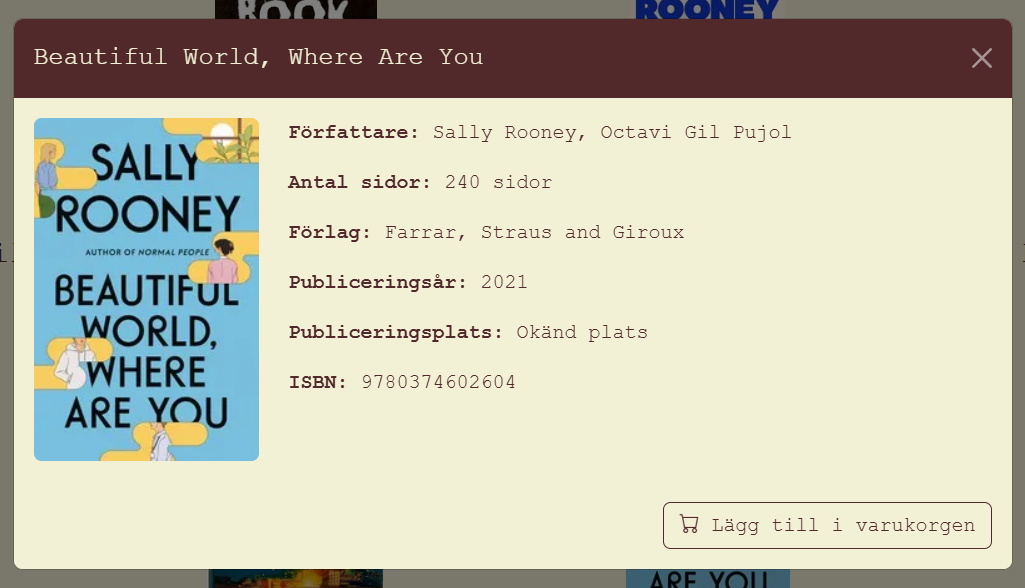 BOOK
ROONEY
Beautiful World, Where Are You
SALLY
ROONEY
AUTHOR OF NORMAL PEOPLE
BEAUTIFUL
WORLD,
WHERE
ARE YOU
Författare: Sally Rooney, Octavi Gil Pujol
Antal sidor: 240 sidor
Förlag: Farrar, Straus and Giroux
Publiceringsår: 2021
Publiceringsplats: Okänd plats
ISBN: 9780374602604
Lägg till i varukorgen
ARE YOU